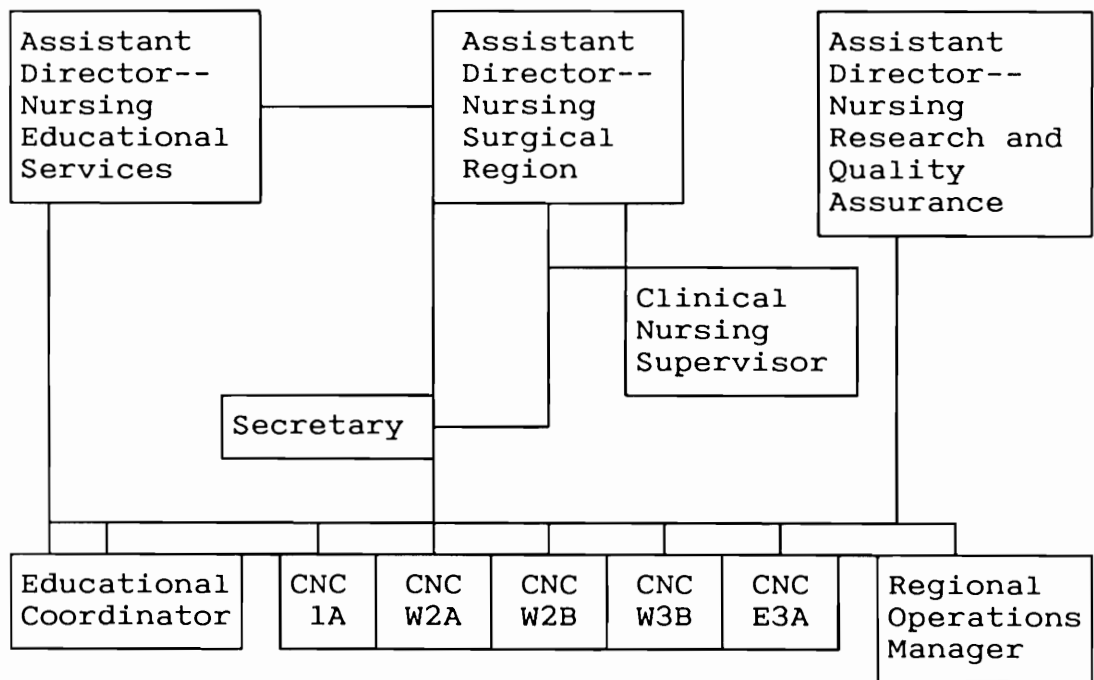 Assistant
Director--
Nursing
Educational
Services
Assistant
Director--
Nursing
Surgical
Region
Assistant
Director--
Nursing
Research and
Quality
Assurance
Clinical
Nursing
Supervisor
Secretary
Educational
Coordinator
CNC
1A
CNC
W2A
CNC
W2B
CNC
W3B
CNC
E3A
Regional
Operations
Manager